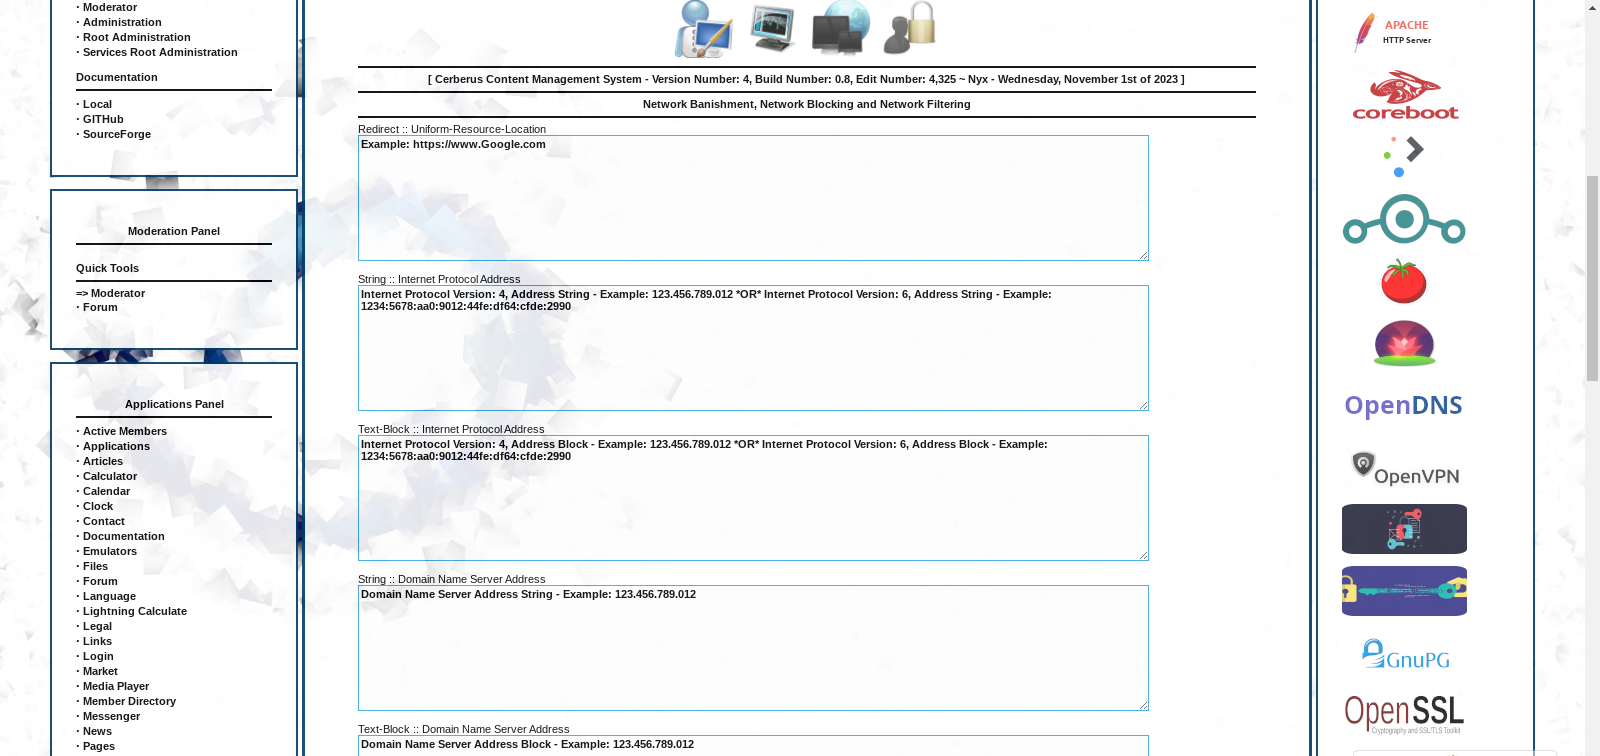 · Moderator
· Administration
· Root Administration
· Services Root Administration
Documentation
· Local
· GITHub
· SourceForge
Moderation Panel
Quick Tools
=> Moderator
· Forum
Applications Panel
· Active Members
· Applications
· Articles
· Calculator
· Calendar
· Clock
· Contact
· Documentation
· Emulators
· Files
· Forum
· Language
· Lightning Calculate
· Legal
· Links
· Login
· Market
· Media Player
· Member Directory
· Messenger
· News
· Pages
[ Cerberus Content Management System - Version Number: 4, Build Number: 0.8, Edit Number: 4,325 ~ Nyx - Wednesday, November 1st of 2023 ]
Network Banishment, Network Blocking and Network Filtering
Redirect :: Uniform-Resource-Location
Example: https://www.Google.com
String :: Internet Protocol Address
Internet Protocol Version: 4, Address String - Example: 123.456.789.012 *OR* Internet Protocol Version: 6, Address String - Example:
1234:5678:aa0:9012:44fe:df64:cfde:2990
Text-Block :: Internet Protocol Address
Internet Protocol Version: 4, Address Block - Example: 123.456.789.012 *OR* Internet Protocol Version: 6, Address Block - Example:
1234:5678:aa0:9012:44fe:df64:cfde:2990
String :: Domain Name Server Address
Domain Name Server Address String - Example: 123.456.789.012
Text-Block :: Domain Name Server Address
Domain Name Server Address Block - Example: 123.456.789.012
APACHE
HTTP Server
coreboot
OpenDNS
OpenVPN
GnuPG
OpenSSL
Cryptography and SSL/TLS Toolkit